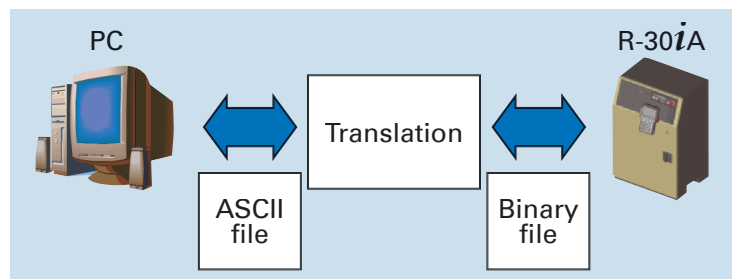 PC
R-30iA
Translation
ASCII
file
Binary
file